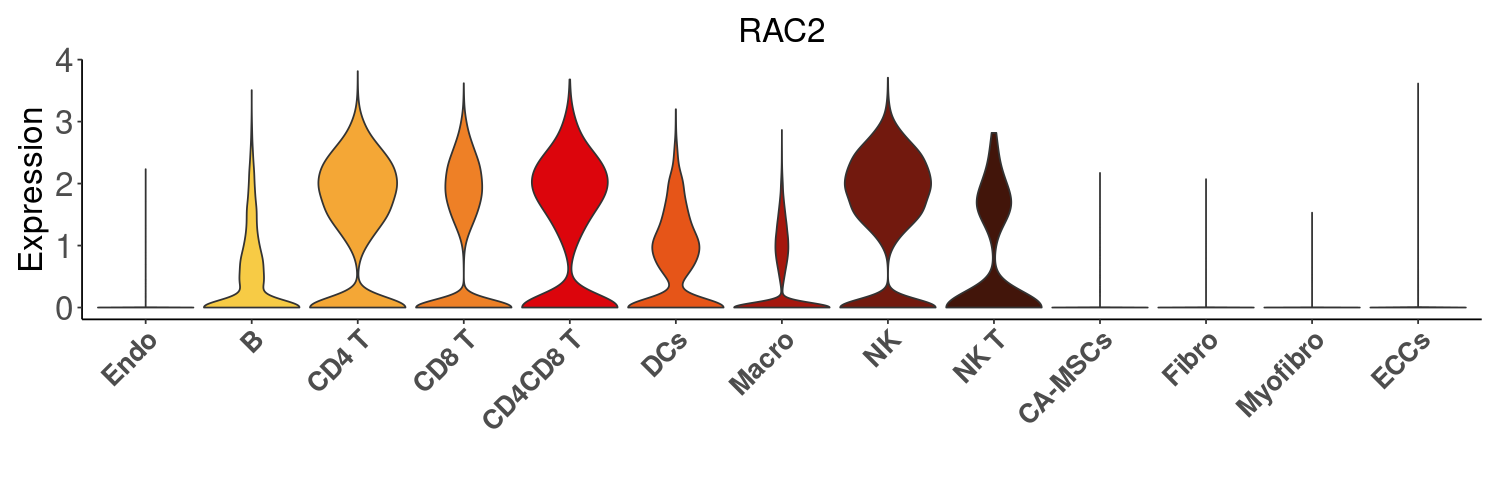 RAC2
Expression
4
3
2
1
0
Endo
B
CD4 T
CD8 T
CD4CD8 T
DCs
Macro
NK
NK T
CA-MSCs
Fibro
Myofibro
ECCs